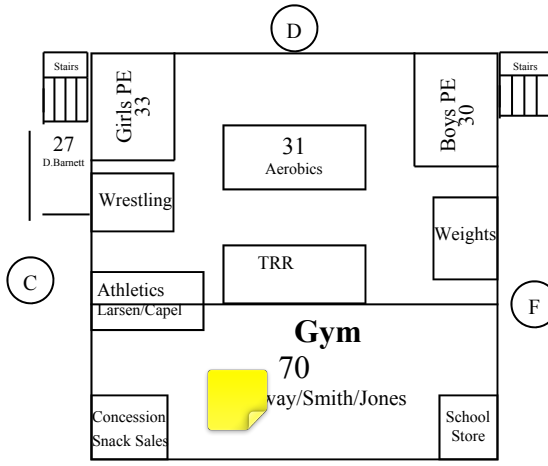 D
Stairs
Stairs
Girls PE
33
Boys PE
30
27
D.Barnett
31
Aerobics
Wrestling
Weights
C
TRR
Athletics
Larsen/Capel
F
Gym
70
/Smith/Jones
Concession
Snack Sales
School
Store